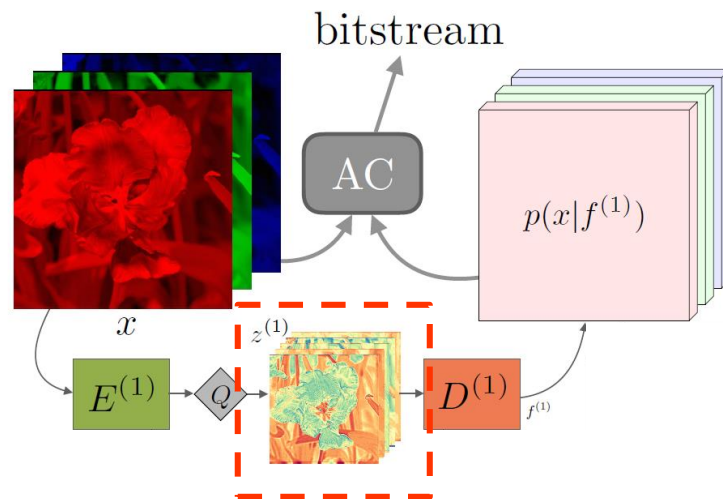 bitstream
AC
p(x|f^{(1)})
x
z^{(1)}
E^{(1)}
Q
D^{(1)}
f^{(1)}